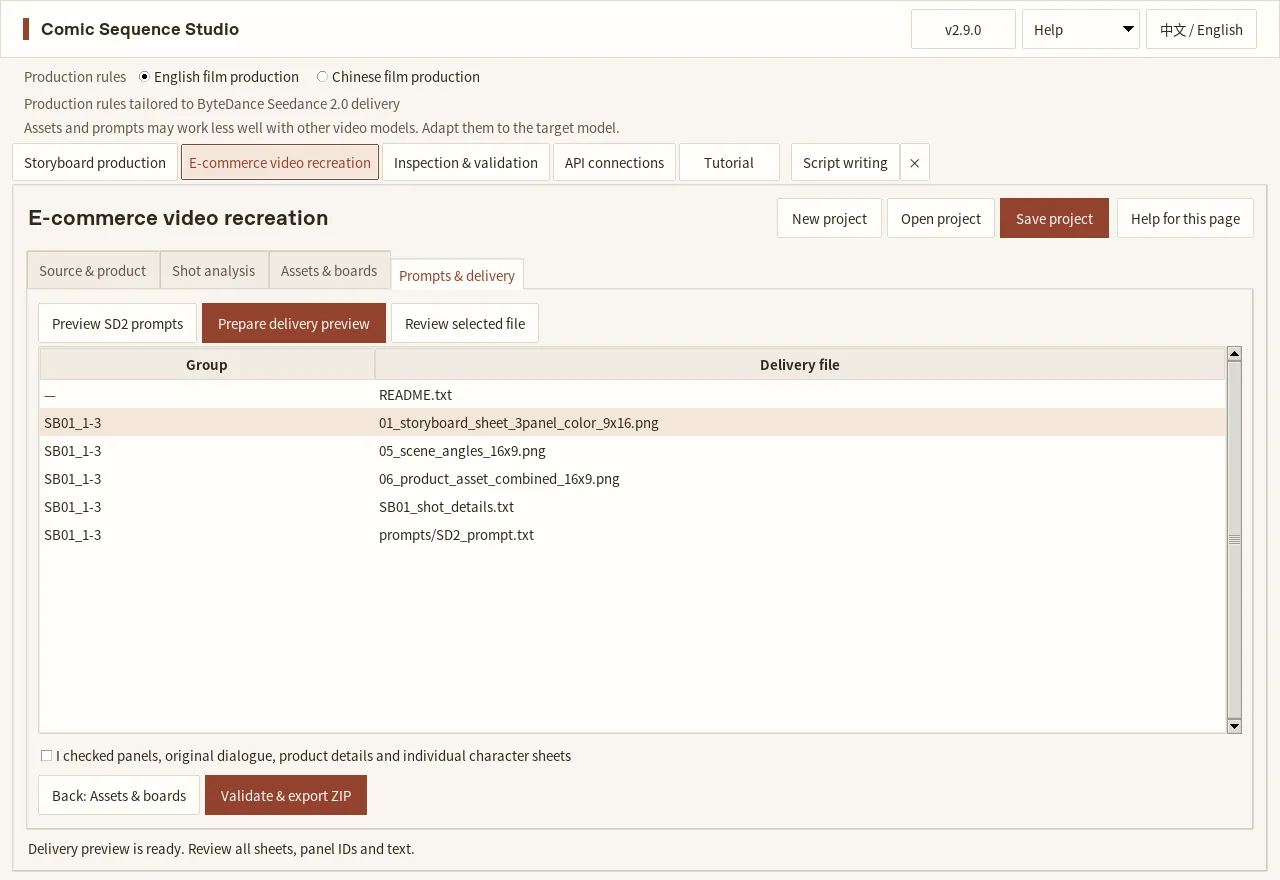 Comic Sequence Studio
v2.9.0
Help
中文 / English
Production rules
English film production
Chinese film production
Production rules tailored to ByteDance Seedance 2.0 delivery
Assets and prompts may work less well with other video models. Adapt them to the target model.
Storyboard production
E-commerce video recreation
Inspection & validation
API connections
Tutorial
Script writing
×
E-commerce video recreation
New project
Open project
Save project
Help for this page
Source & product
Shot analysis
Assets & boards
Prompts & delivery
Preview SD2 prompts
Prepare delivery preview
Review selected file
Group
Delivery file
— README.txt
SB01_1-3 01_storyboard_sheet_3panel_color_9x16.png
SB01_1-3 05_scene_angles_16x9.png
SB01_1-3 06_product_asset_combined_16x9.png
SB01_1-3 SB01_shot_details.txt
SB01_1-3 prompts/SD2_prompt.txt
I checked panels, original dialogue, product details and individual character sheets
Back: Assets & boards
Validate & export ZIP
Delivery preview is ready. Review all sheets, panel IDs and text.